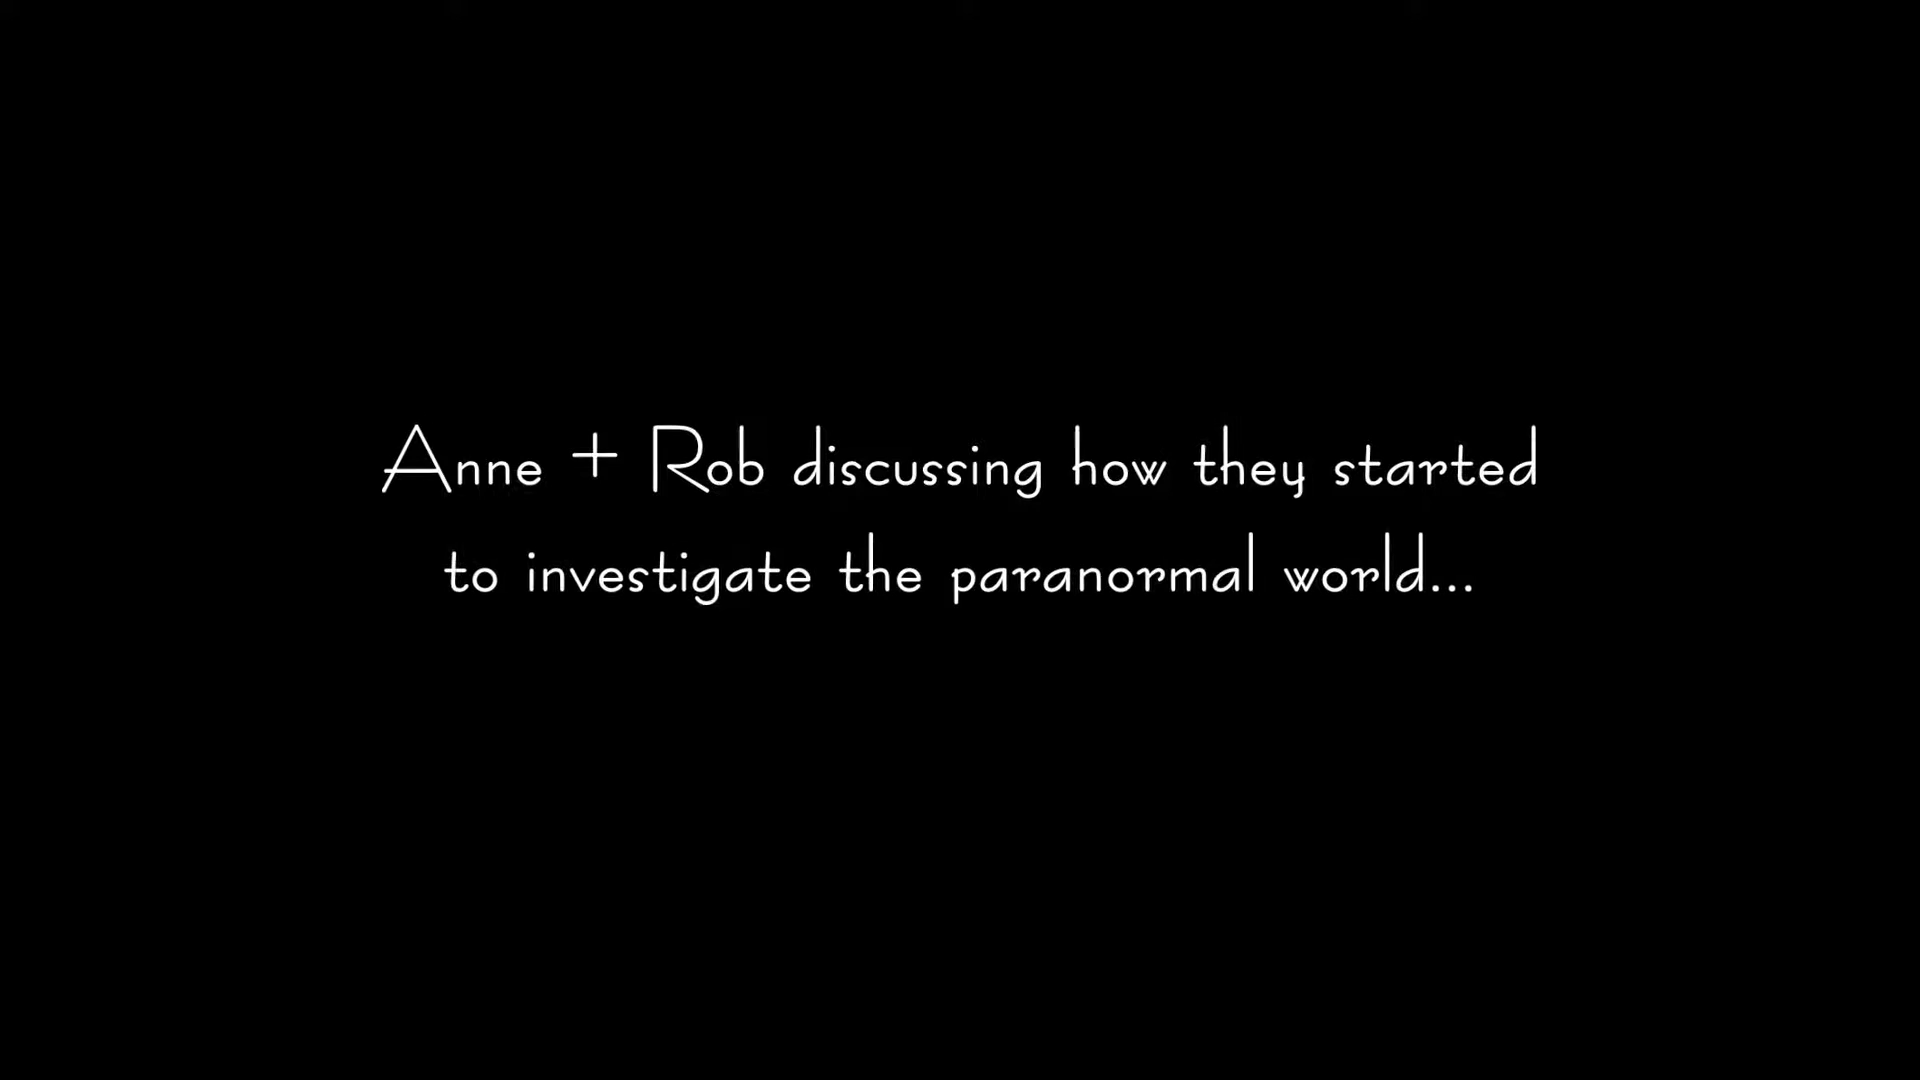 Anne + Rob discussing how they started
to investigate the paranormal world...